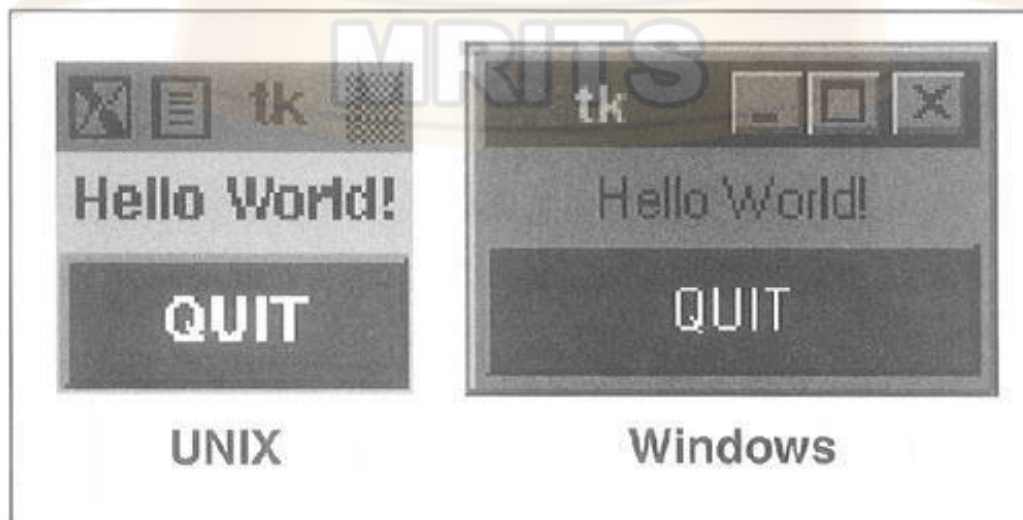 MRITS
tk
Hello World!
QUIT
UNIX
tk
Hello World!
QUIT
Windows